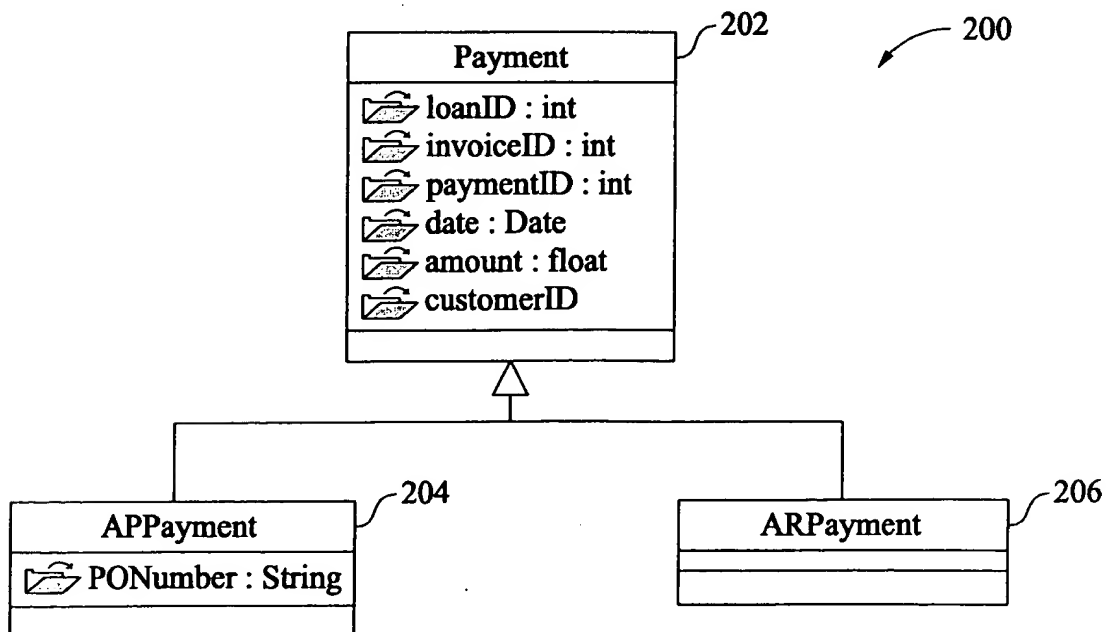 202
200
Payment
loanID : int
invoiceID : int
paymentID : int
date : Date
amount : float
customerID
204
206
APPayment
ARPayment
PONumber : String